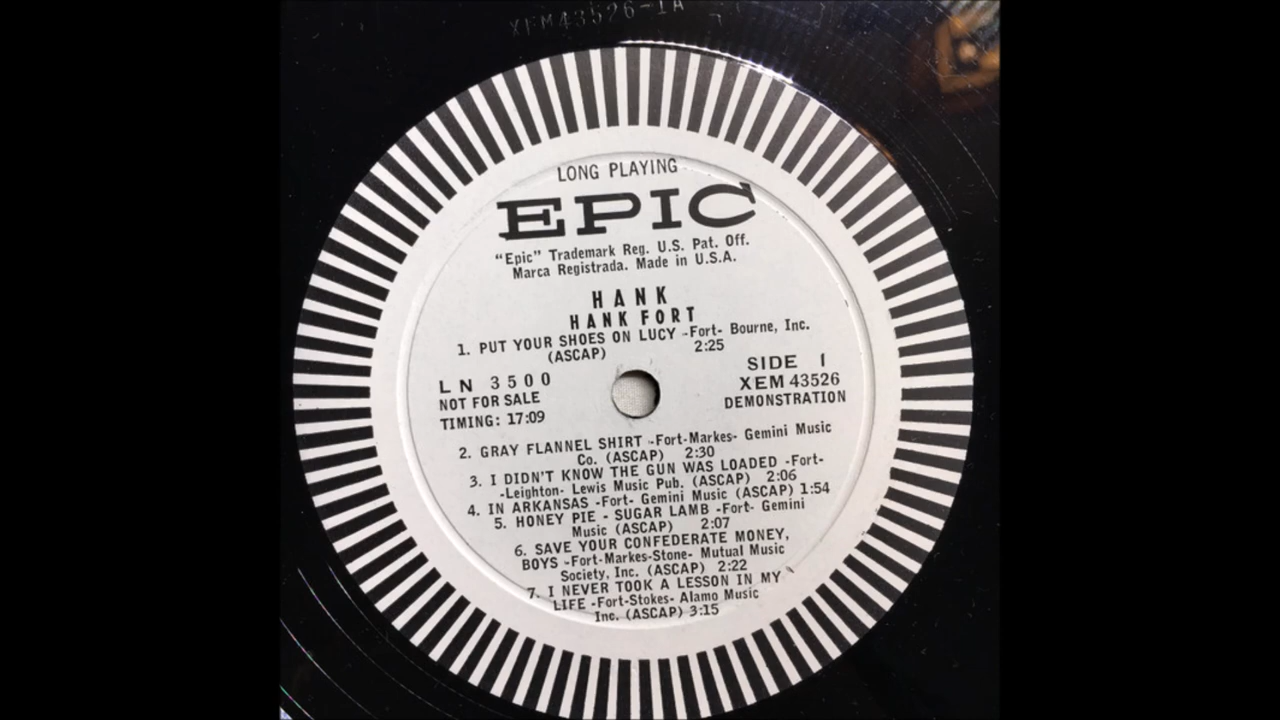 XEM43526-1A
LONG PLAYING
EPIC
"Epic" Trademark Reg. U.S. Pat. Off.
Marca Registrada. Made in U.S.A.
HANK
HANK FORT
1. PUT YOUR SHOES ON LUCY -Fort- Bourne, Inc.
(ASCAP) 2:25
LN 3500
NOT FOR SALE
TIMING: 17:09
SIDE 1
XEM 43526
DEMONSTRATION
2. GRAY FLANNEL SHIRT -Fort-Markes- Gemini Music
Co. (ASCAP) 2:30
3. I DIDN'T KNOW THE GUN WAS LOADED -Fort-
-Leighton- Lewis Music Pub. (ASCAP) 2:06
4. IN ARKANSAS -Fort- Gemini Music (ASCAP) 1:54
5. HONEY PIE - SUGAR LAMB -Fort- Gemini
Music (ASCAP) 2:07
6. SAVE YOUR CONFEDERATE MONEY,
BOYS -Fort-Markes-Stone- Mutual Music
Society, Inc. (ASCAP) 2:22
7. I NEVER TOOK A LESSON IN MY
LIFE -Fort-Stokes- Alamo Music
Inc. (ASCAP) 3:15